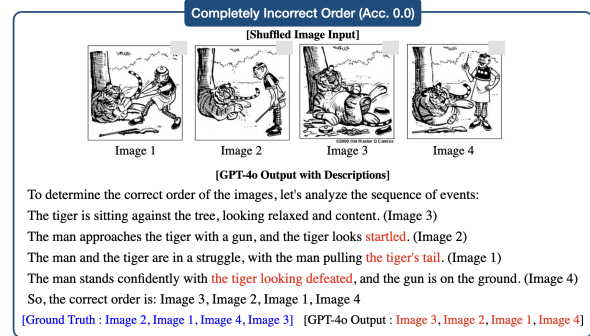 Completely Incorrect Order (Acc. 0.0)
[Shuffled Image Input]
©2000 Old Master Q Comics
Image 1 Image 2 Image 3 Image 4
[GPT-4o Output with Descriptions]
To determine the correct order of the images, let's analyze the sequence of events:
The tiger is sitting against the tree, looking relaxed and content. (Image 3)
The man approaches the tiger with a gun, and the tiger looks startled. (Image 2)
The man and the tiger are in a struggle, with the man pulling the tiger's tail. (Image 1)
The man stands confidently with the tiger looking defeated, and the gun is on the ground. (Image 4)
So, the correct order is: Image 3, Image 2, Image 1, Image 4
[Ground Truth : Image 2, Image 1, Image 4, Image 3] [GPT-4o Output : Image 3, Image 2, Image 1, Image 4]